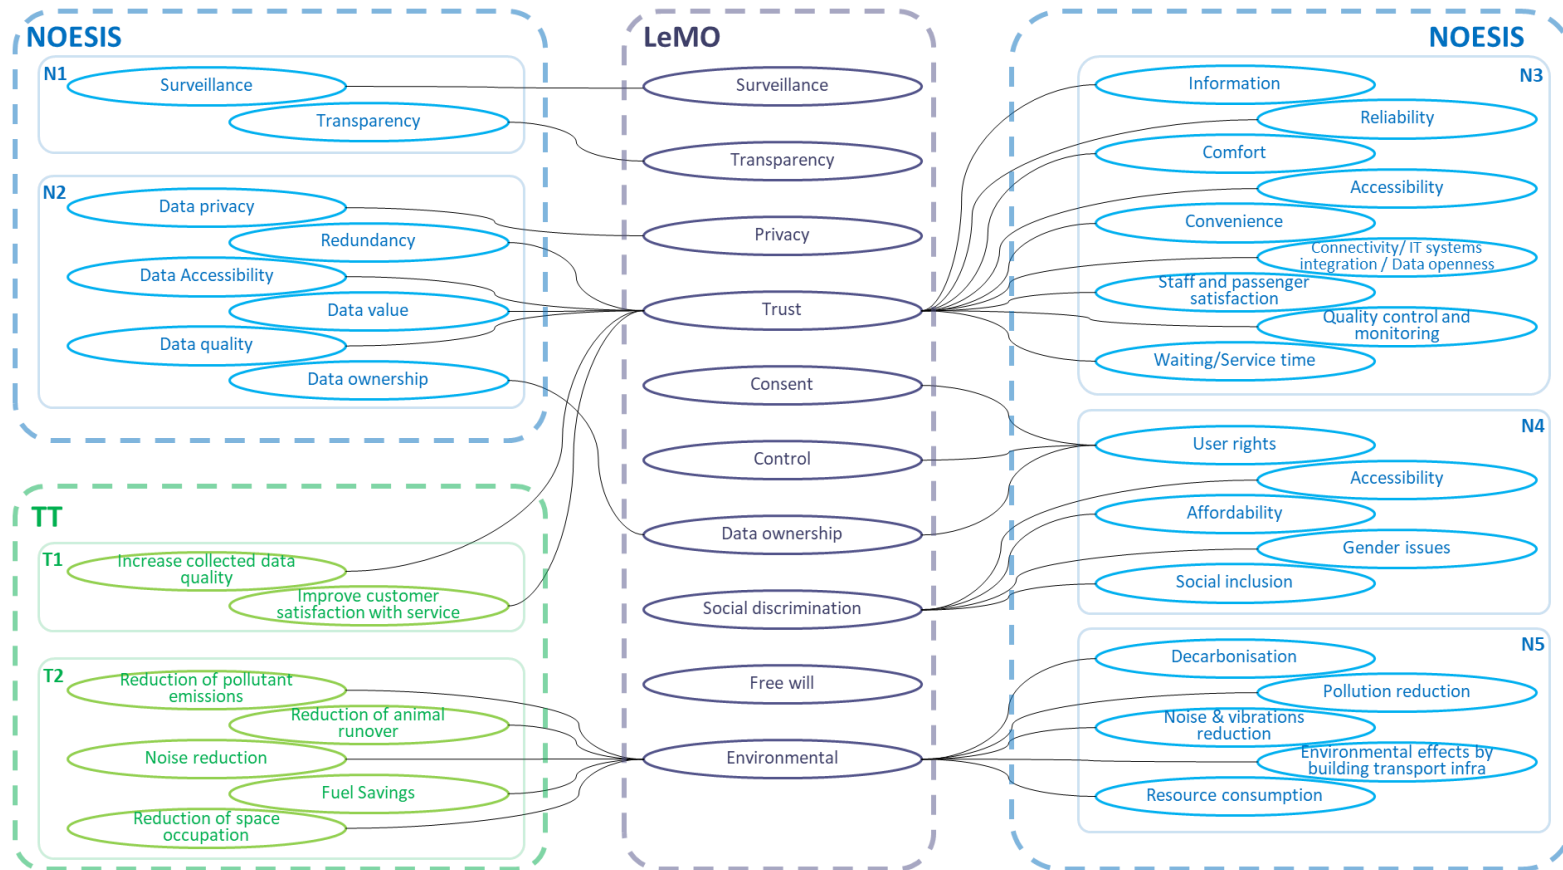 NOESIS
N1
Surveillance
Transparency
N2
Data privacy
Redundancy
Data Accessibility
Data value
Data quality
Data ownership
TT
T1
Increase collected data
quality
Improve customer
satisfaction with service
T2
Reduction of pollutant
emissions
Reduction of animal
runover
Noise reduction
Fuel Savings
Reduction of space
occupation
LeMO
Surveillance
Transparency
Privacy
Trust
Consent
Control
Data ownership
Social discrimination
Free will
Environmental
NOESIS
N3
Information
Reliability
Comfort
Accessibility
Convenience
Connectivity/ IT systems
integration / Data openness
Staff and passenger
satisfaction
Quality control and
monitoring
Waiting/Service time
N4
User rights
Accessibility
Affordability
Gender issues
Social inclusion
N5
Decarbonisation
Pollution reduction
Noise & vibrations
reduction
Environmental effects by
building transport infra
Resource consumption